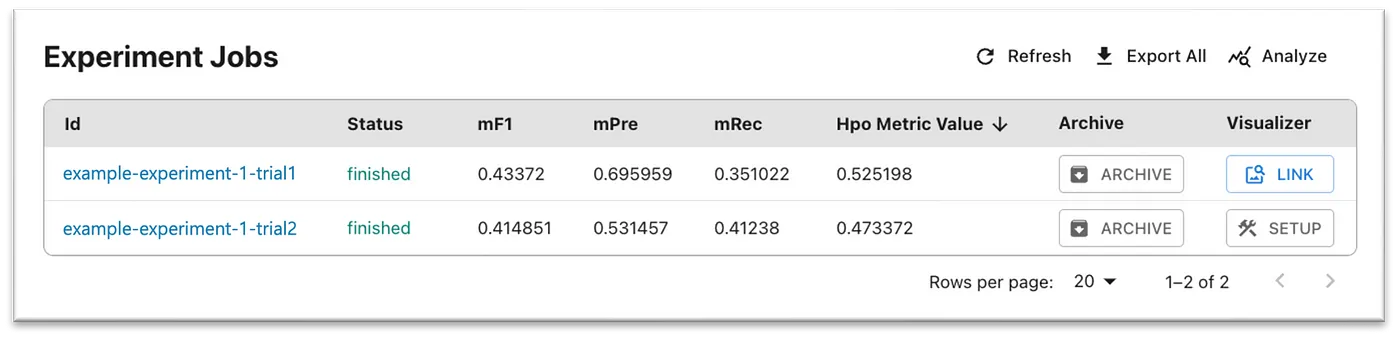 Experiment Jobs Refresh Export All Analyze
Id Status mF1 mPre mRec Hpo Metric Value Archive Visualizer
example-experiment-1-trial1 finished 0.43372 0.695959 0.351022 0.525198 ARCHIVE LINK
example-experiment-1-trial2 finished 0.414851 0.531457 0.41238 0.473372 ARCHIVE SETUP
Rows per page: 20 1–2 of 2